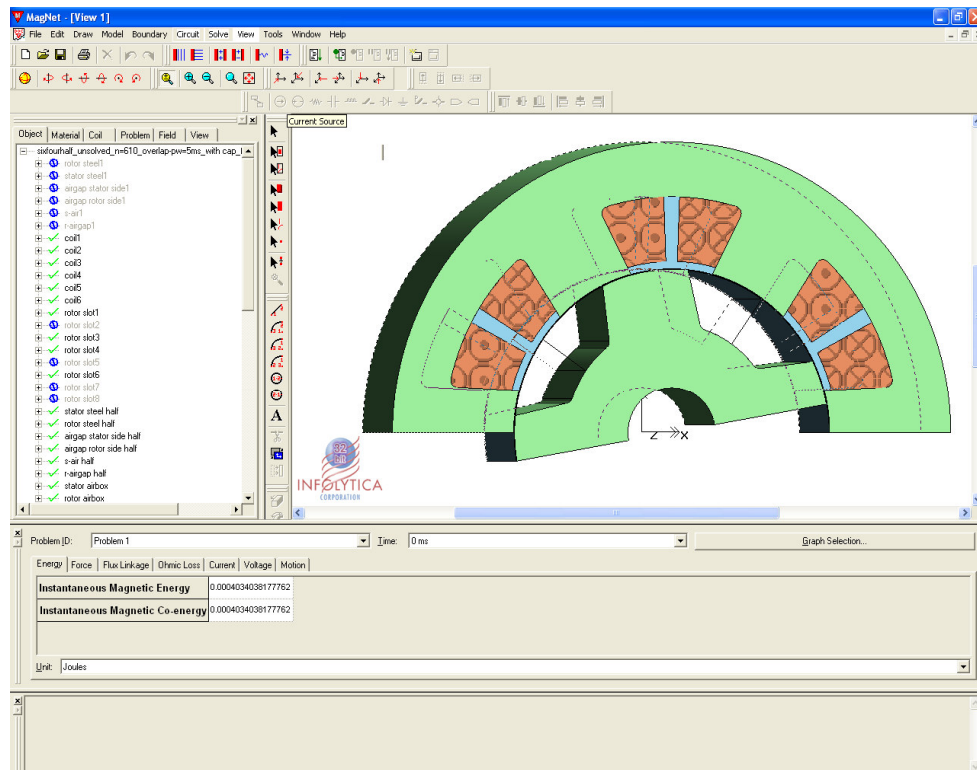 MagNet - [View 1]
File Edit Draw Model Boundary Circuit Solve View Tools Window Help
Current Source
Object Material Coil Problem Field View
sixfourhalf_unsolved_n=610_overlap-pw=5ms_with cap_
rotor steel1
stator steel1
airgap stator side1
airgap rotor side1
s-air1
r-airgap1
coil1
coil2
coil3
coil4
coil5
coil6
rotor slot1
rotor slot2
rotor slot3
rotor slot4
rotor slot5
rotor slot6
rotor slot7
rotor slot8
stator steel half
rotor steel half
airgap stator side half
airgap rotor side half
s-air half
r-airgap half
stator airbox
rotor airbox
A
Z X
32-Bit
INFOLYTICA
CORPORATION
Problem ID: Problem 1 Time: 0 ms Graph Selection...
Energy Force Flux Linkage Ohmic Loss Current Voltage Motion
Instantaneous Magnetic Energy 0.0004034038177762
Instantaneous Magnetic Co-energy 0.0004034038177762
Unit: Joules